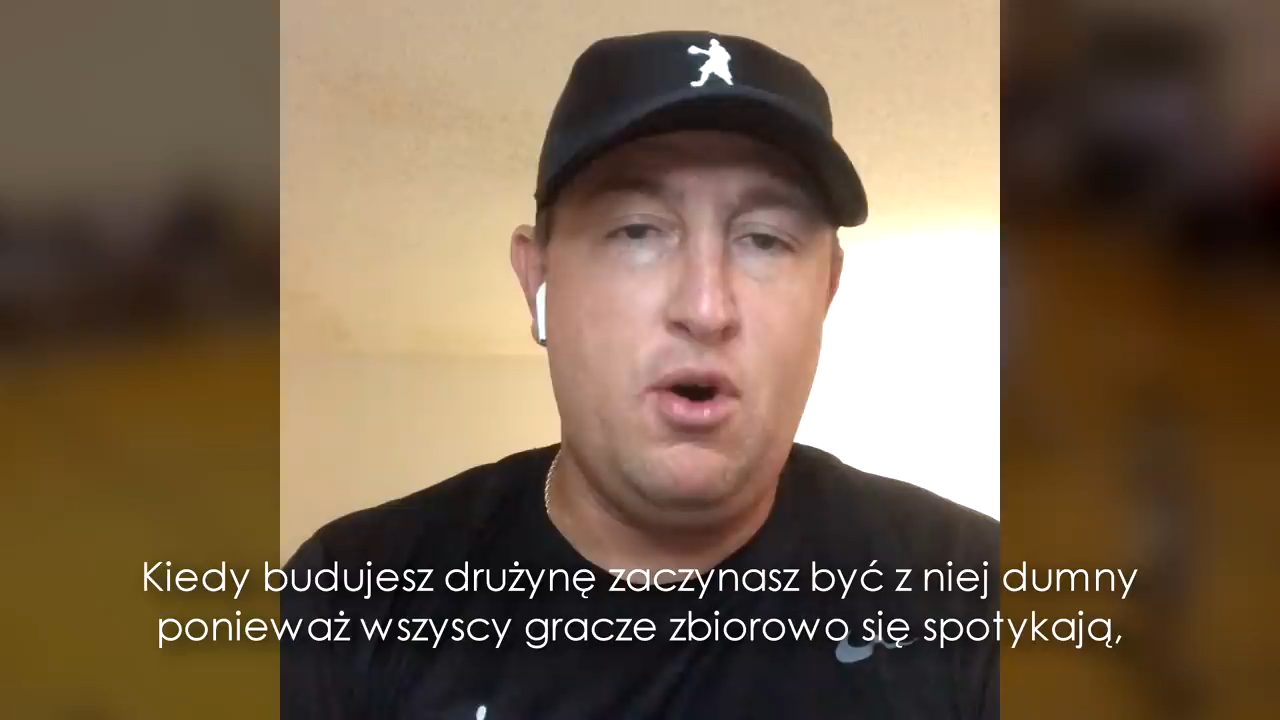 Kiedy budujesz drużynę zaczynasz być z niej dumny
ponieważ wszyscy gracze zbiorowo się spotykają,